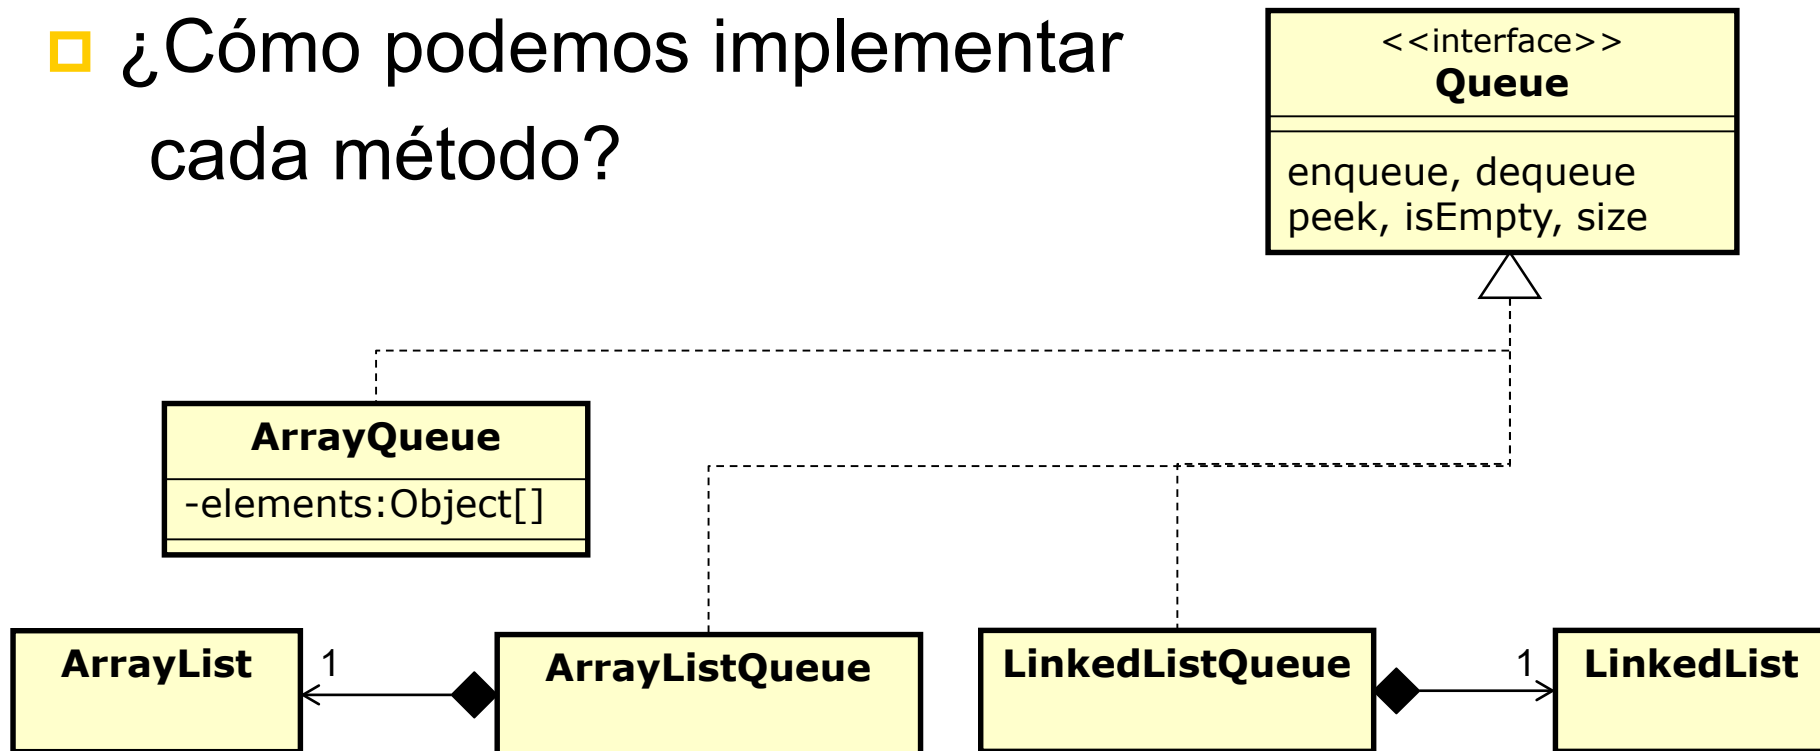 ¿Cómo podemos implementar
cada método?
<<interface>>
Queue
enqueue, dequeue
peek, isEmpty, size
ArrayQueue
-elements:Object[]
ArrayList
1
ArrayListQueue
LinkedListQueue
1
LinkedList